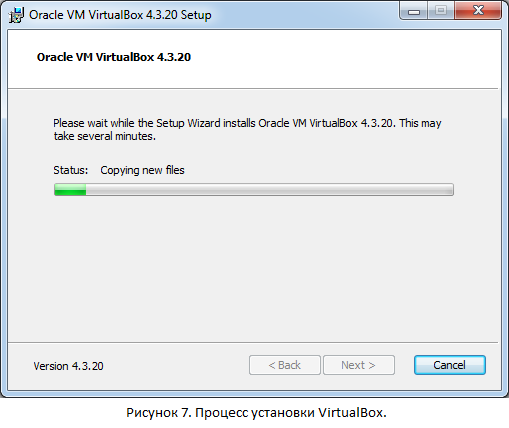 Oracle VM VirtualBox 4.3.20 Setup
Oracle VM VirtualBox 4.3.20
Please wait while the Setup Wizard installs Oracle VM VirtualBox 4.3.20. This may
take several minutes.
Status: Copying new files
Version 4.3.20
< Back Next > Cancel
Рисунок 7. Процесс установки VirtualBox.